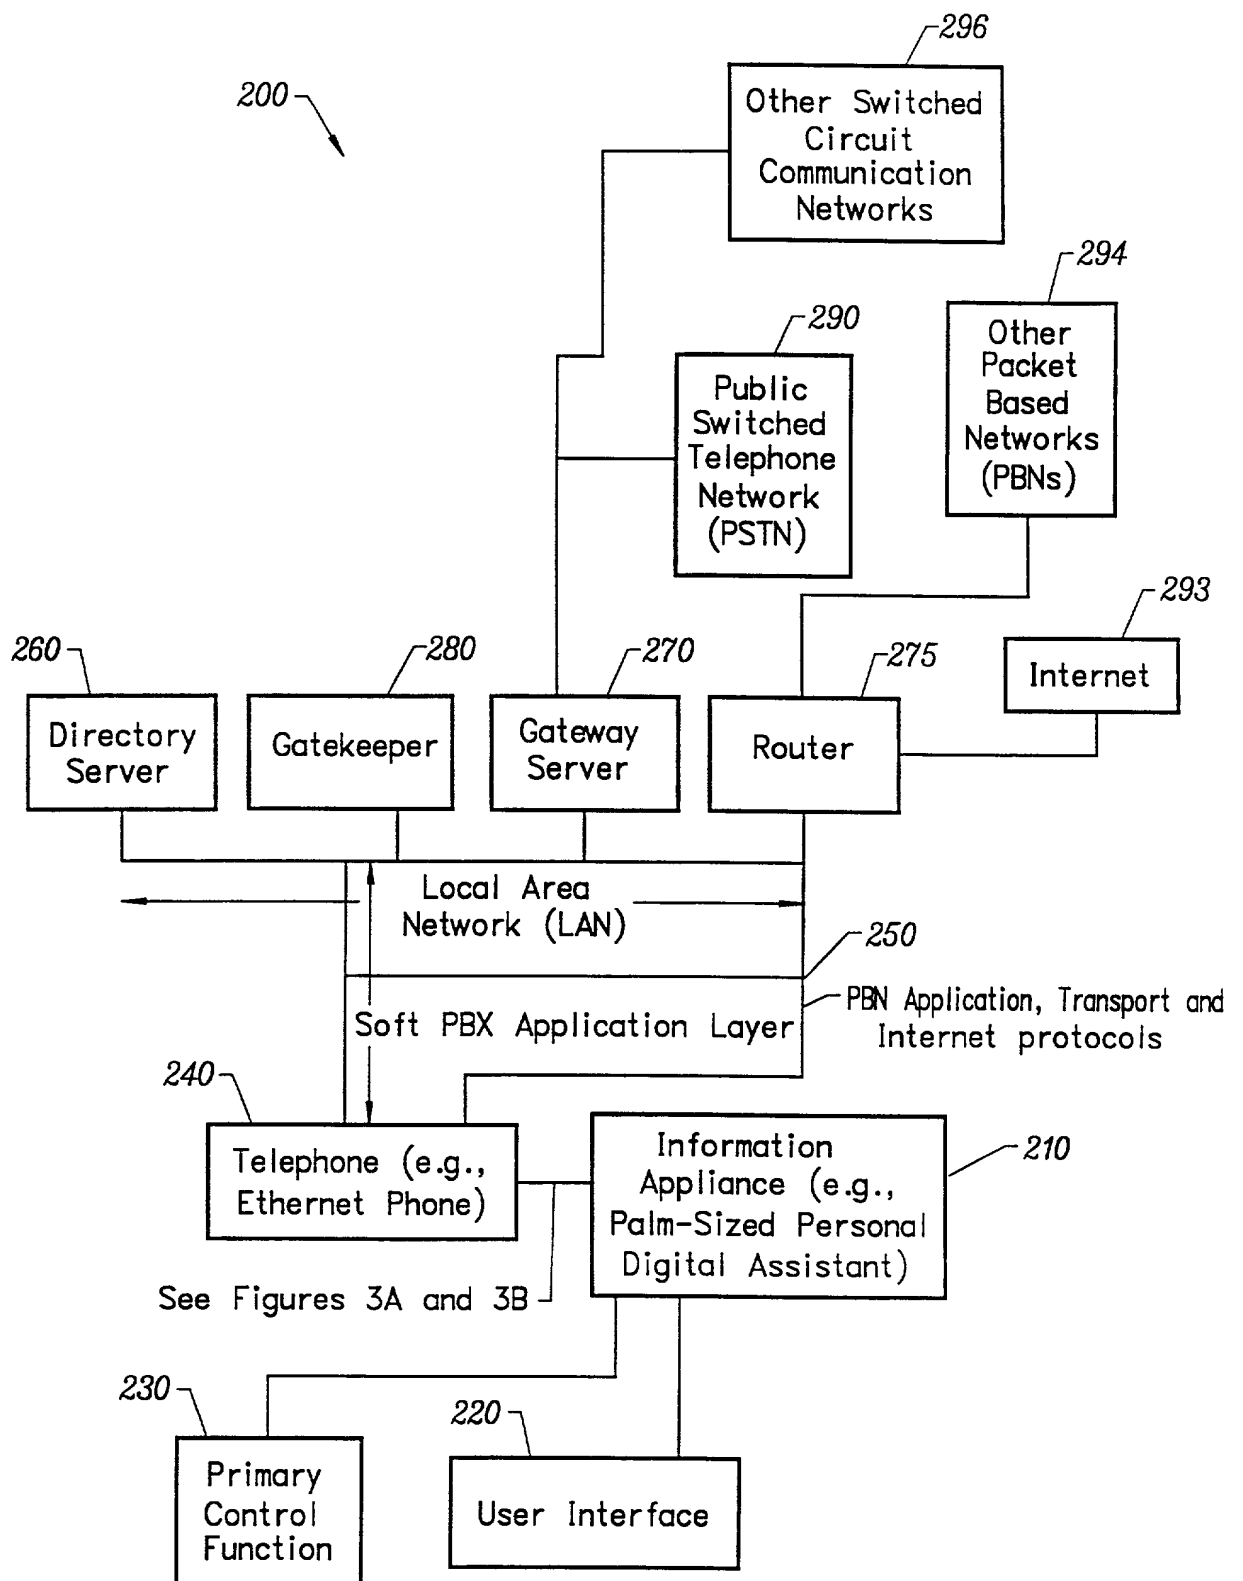 296
200
Other Switched
Circuit
Communication
Networks
294
290
Other
Packet
Based
Networks
(PBNs)
Public
Switched
Telephone
Network
(PSTN)
293
Internet
260
280
270
275
Directory
Server
Gatekeeper
Gateway
Server
Router
Local Area
Network (LAN)
250
PBN Application, Transport and
Internet protocols
Soft PBX Application Layer
240
Telephone (e.g.,
Ethernet Phone)
Information
Appliance (e.g.,
Palm-Sized Personal
Digital Assistant)
210
See Figures 3A and 3B
230
220
Primary
Control
Function
User Interface